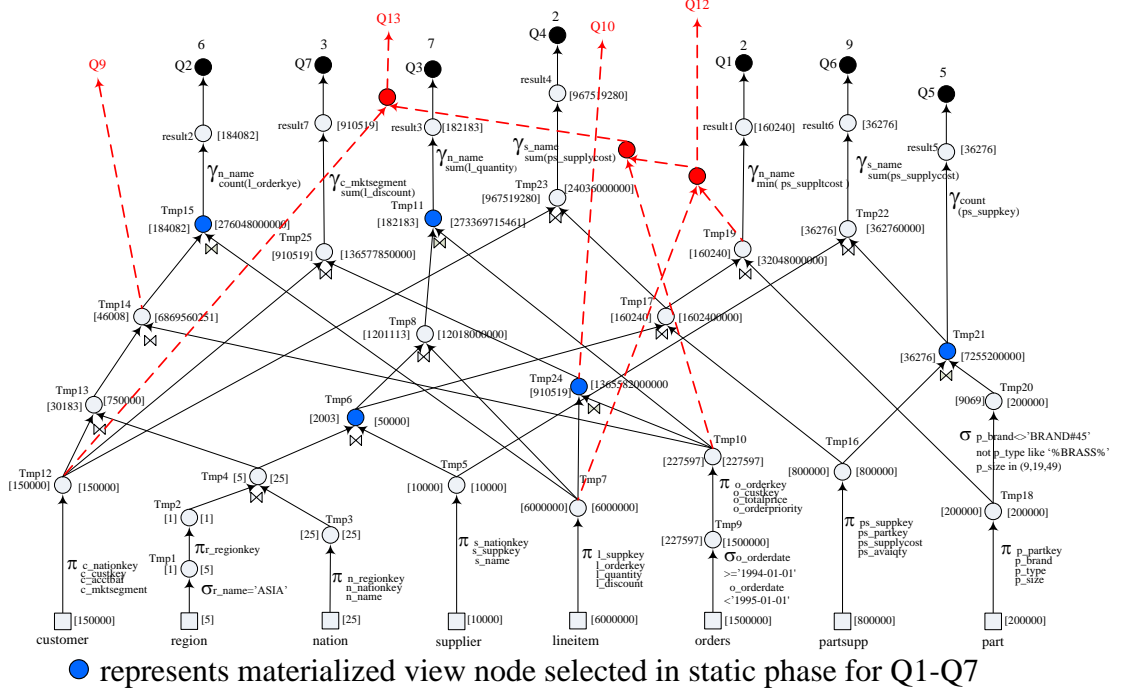 Q12
Q13
2
Q10
6
3
7
Q4
2
9
Q9
Q2
Q7
Q3
Q1
Q6
5
Q5
result4
[967519280]
result2
[184082]
result7
[910519]
result3
[182183]
result1
[160240]
result6
[36276]
result5
[36276]
γn_name
count(l_orderkye)
γc_mktsegment
sum(l_discount)
γn_name
sum(l_quantity)
γs_name
sum(ps_supplycost)
γn_name
min( ps_suppltcost )
γs_name
sum(ps_supplycost)
γcount
(ps_suppkey)
Tmp23
[967519280]
[24036000000]
Tmp15
[184082]
[276048000000]
Tmp25
[910519]
[136577850000]
Tmp11
[182183]
[273369715461]
Tmp19
[160240]
[32048000000]
Tmp22
[36276]
[362760000]
⋈
⋈
⋈
⋈
⋈
⋈
Tmp14
[46008]
[6869560251]
⋈
Tmp8
[1201113]
[12018000000]
⋈
Tmp17
[160240]
[1602400000]
⋈
Tmp21
[36276]
[7255200000]
⋈
Tmp13
[30183]
[750000]
⋈
Tmp6
[2003]
[50000]
⋈
Tmp24
[910519]
[1365582000000
⋈
Tmp20
[9069]
[200000]
σ p_brand<>'BRAND#45'
not p_type like '%BRASS%'
p_size in (9,19,49)
Tmp12
[150000]
[150000]
Tmp4
[5]
[25]
⋈
Tmp5
[10000]
[10000]
Tmp7
[6000000]
[6000000]
Tmp10
[227597]
[227597]
Tmp16
[800000]
[800000]
Tmp18
[200000]
[200000]
Tmp2
[1]
[1]
Tmp3
[25]
[25]
π o_orderkey
o_custkey
o_totalprice
o_orderpriority
Tmp9
[227597]
[1500000]
πr_regionkey
Tmp1
[1]
[5]
σr_name='ASIA'
π c_nationkey
c_custkey
c_acctbal
c_mktsegment
π n_regionkey
n_nationkey
n_name
π s_nationkey
s_suppkey
s_name
π l_suppkey
l_orderkey
l_quantity
l_discount
σo_orderdate
>='1994-01-01'
o_orderdate
<'1995-01-01'
π ps_suppkey
ps_partkey
ps_supplycost
ps_avaiqty
π p_partkey
p_brand
p_type
p_size
[150000]
[5]
[25]
[10000]
[6000000]
[1500000]
[800000]
[200000]
customer
region
nation
supplier
lineitem
orders
partsupp
part
represents materialized view node selected in static phase for Q1-Q7